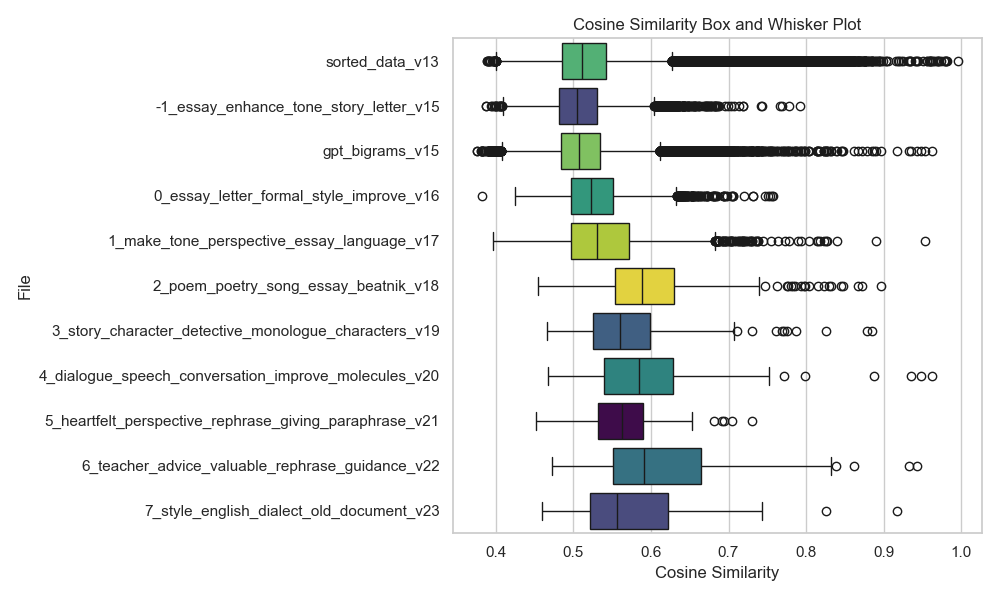 Cosine Similarity Box and Whisker Plot
sorted_data_v13
-1_essay_enhance_tone_story_letter_v15
gpt_bigrams_v15
0_essay_letter_formal_style_improve_v16
1_make_tone_perspective_essay_language_v17
2_poem_poetry_song_essay_beatnik_v18
3_story_character_detective_monologue_characters_v19
4_dialogue_speech_conversation_improve_molecules_v20
5_heartfelt_perspective_rephrase_giving_paraphrase_v21
6_teacher_advice_valuable_rephrase_guidance_v22
7_style_english_dialect_old_document_v23
File
0.4 0.5 0.6 0.7 0.8 0.9 1.0
Cosine Similarity